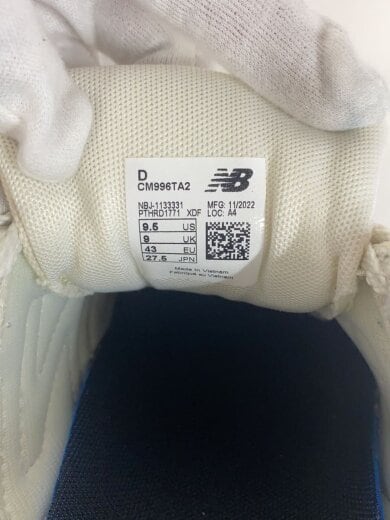 D
CM996TA2
NB
NBJ-1133331 MFG: 11/2022
PTHRD1771 XDF LOC: A4
9.5 US
9 UK
43 EU
27.5 JPN
Made in Vietnam
Fabriqué au Vietnam